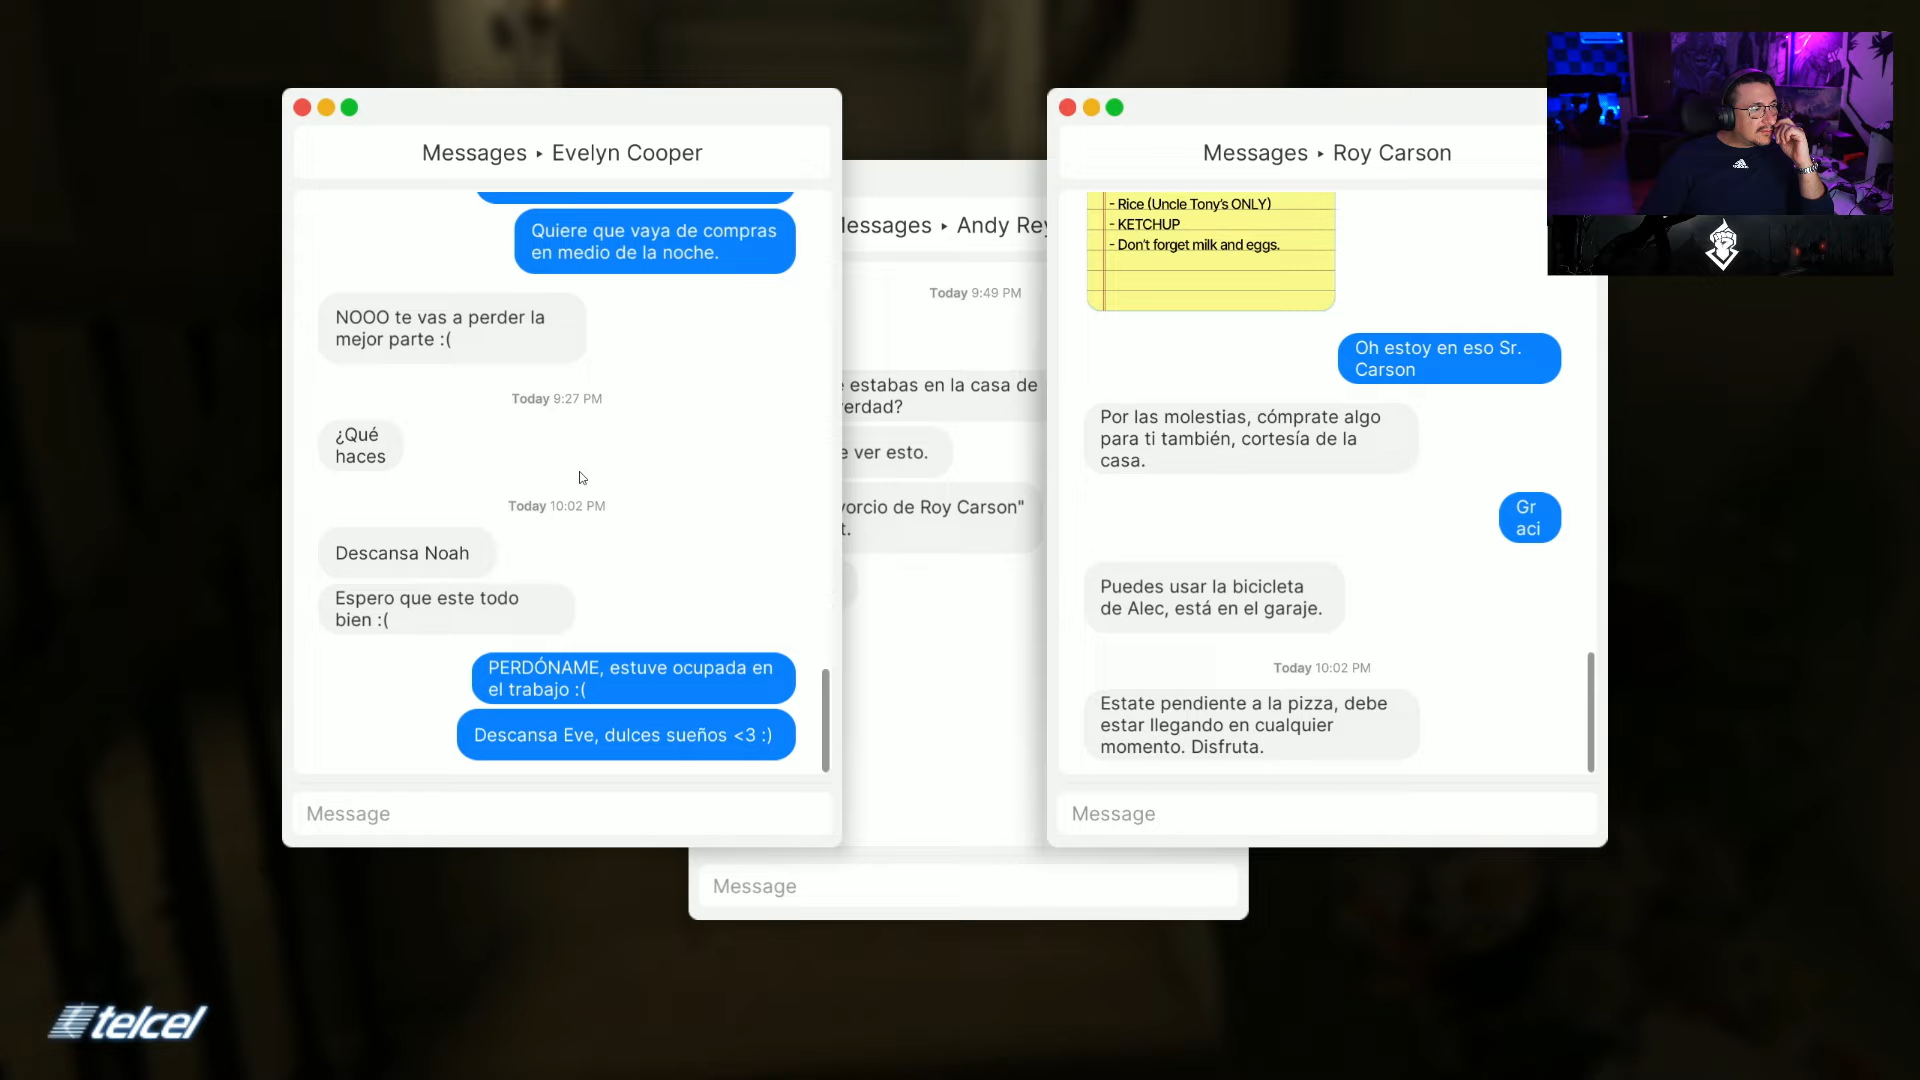 Messages ▸ Evelyn Cooper
Quiere que vaya de compras
en medio de la noche.
NOOO te vas a perder la
mejor parte :(
Today 9:27 PM
¿Qué
haces
Today 10:02 PM
Descansa Noah
Espero que este todo
bien :(
PERDÓNAME, estuve ocupada en
el trabajo :(
Descansa Eve, dulces sueños <3 :)
Message
essages ▸ Andy Rey
Today 9:49 PM
estabas en la casa de
erdad?
e ver esto.
vorcio de Roy Carson"
t.
Message
Messages ▸ Roy Carson
- Rice (Uncle Tony's ONLY)
- KETCHUP
- Don't forget milk and eggs.
Oh estoy en eso Sr.
Carson
Por las molestias, cómprate algo
para ti también, cortesía de la
casa.
Gr
aci
Puedes usar la bicicleta
de Alec, está en el garaje.
Today 10:02 PM
Estate pendiente a la pizza, debe
estar llegando en cualquier
momento. Disfruta.
Message
telcel